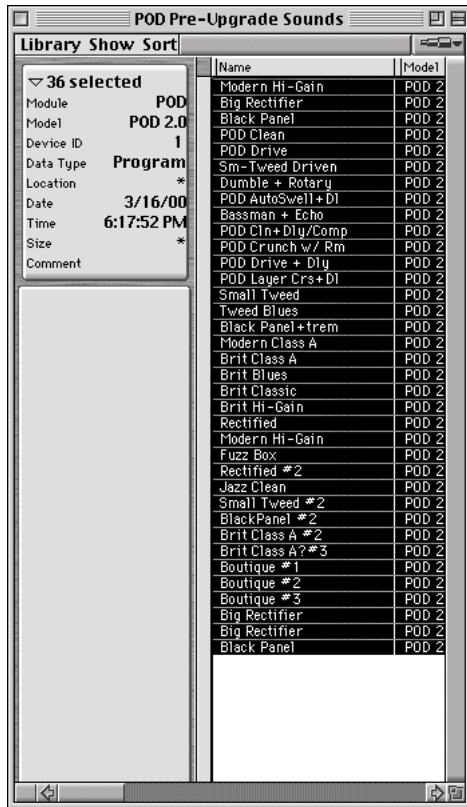 POD Pre-Upgrade Sounds
Library Show Sort
36 selected
Module POD
Model POD 2.0
Device ID 1
Data Type Program
Location *
Date 3/16/00
Time 6:17:52 PM
Size *
Comment
Name Model
Modern Hi-Gain POD 2
Big Rectifier POD 2
Black Panel POD 2
POD Clean POD 2
POD Drive POD 2
Sm-Tweed Driven POD 2
Dumble + Rotary POD 2
POD AutoSwell+Dl POD 2
Bassman + Echo POD 2
POD Cln+Dly/Comp POD 2
POD Crunch w/ Rm POD 2
POD Drive + Dly POD 2
POD Layer Crs+Dl POD 2
Small Tweed POD 2
Tweed Blues POD 2
Black Panel+trem POD 2
Modern Class A POD 2
Brit Class A POD 2
Brit Blues POD 2
Brit Classic POD 2
Brit Hi-Gain POD 2
Rectified POD 2
Modern Hi-Gain POD 2
Fuzz Box POD 2
Rectified #2 POD 2
Jazz Clean POD 2
Small Tweed #2 POD 2
BlackPanel #2 POD 2
Brit Class A #2 POD 2
Brit Class A?#3 POD 2
Boutique #1 POD 2
Boutique #2 POD 2
Boutique #3 POD 2
Big Rectifier POD 2
Big Rectifier POD 2
Black Panel POD 2